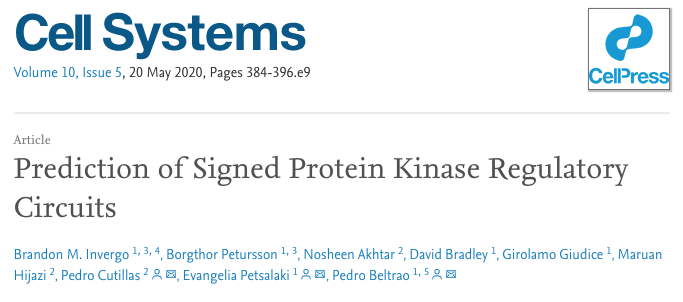 Cell Systems
CellPress
Volume 10, Issue 5, 20 May 2020, Pages 384-396.e9
Article
Prediction of Signed Protein Kinase Regulatory
Circuits
Brandon M. Invergo 1, 3, 4, Borgthor Petursson 1, 3, Nosheen Akhtar 2, David Bradley 1, Girolamo Giudice 1, Maruan
Hijazi 2, Pedro Cutillas 2, Evangelia Petsalaki 1, Pedro Beltrao 1, 5